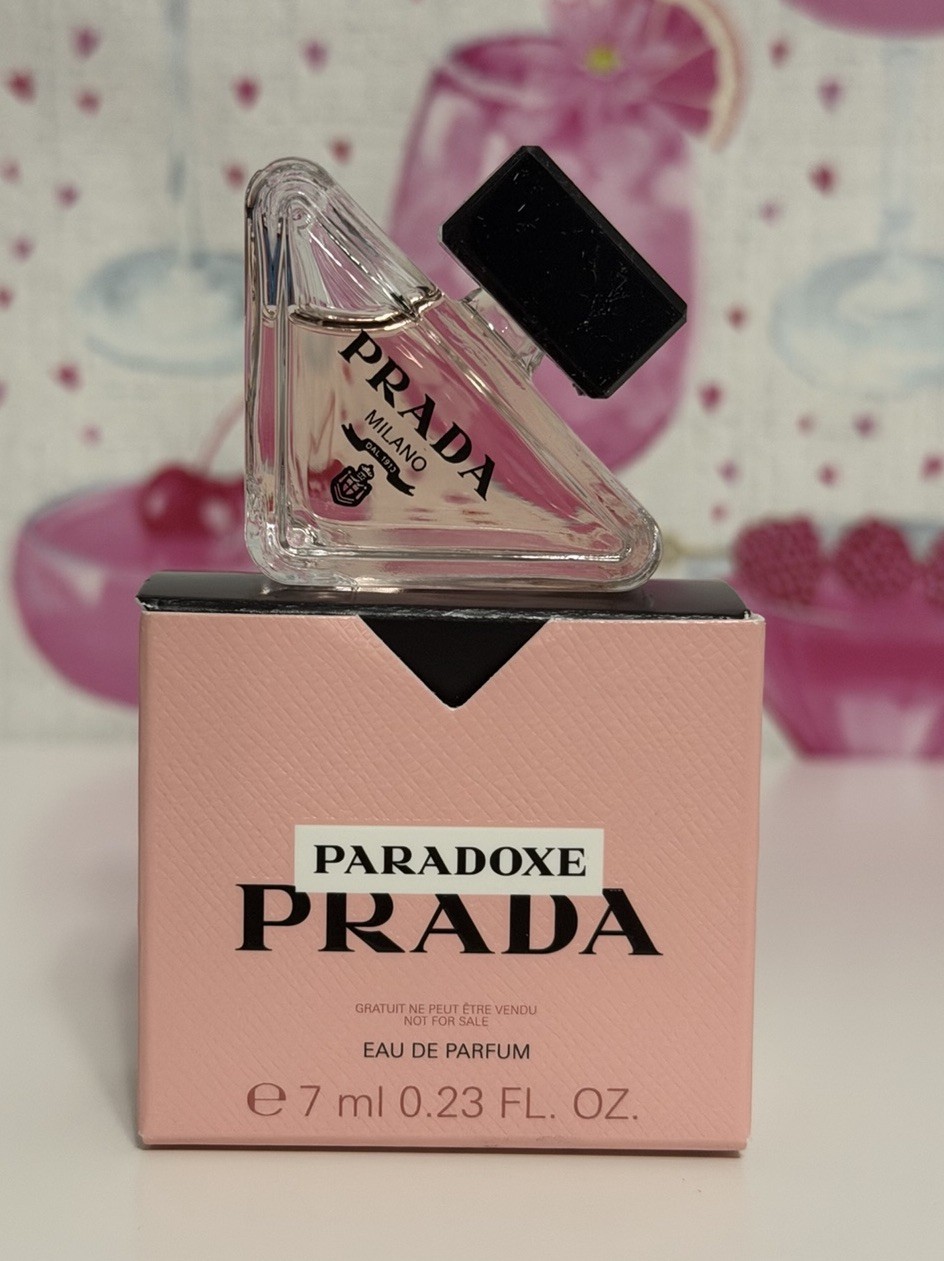 PRADA
MILANO
DAL 1913
PARADOXE
PRADA
GRATUIT NE PEUT ÊTRE VENDU
NOT FOR SALE
EAU DE PARFUM
℮ 7 ml 0.23 FL. OZ.